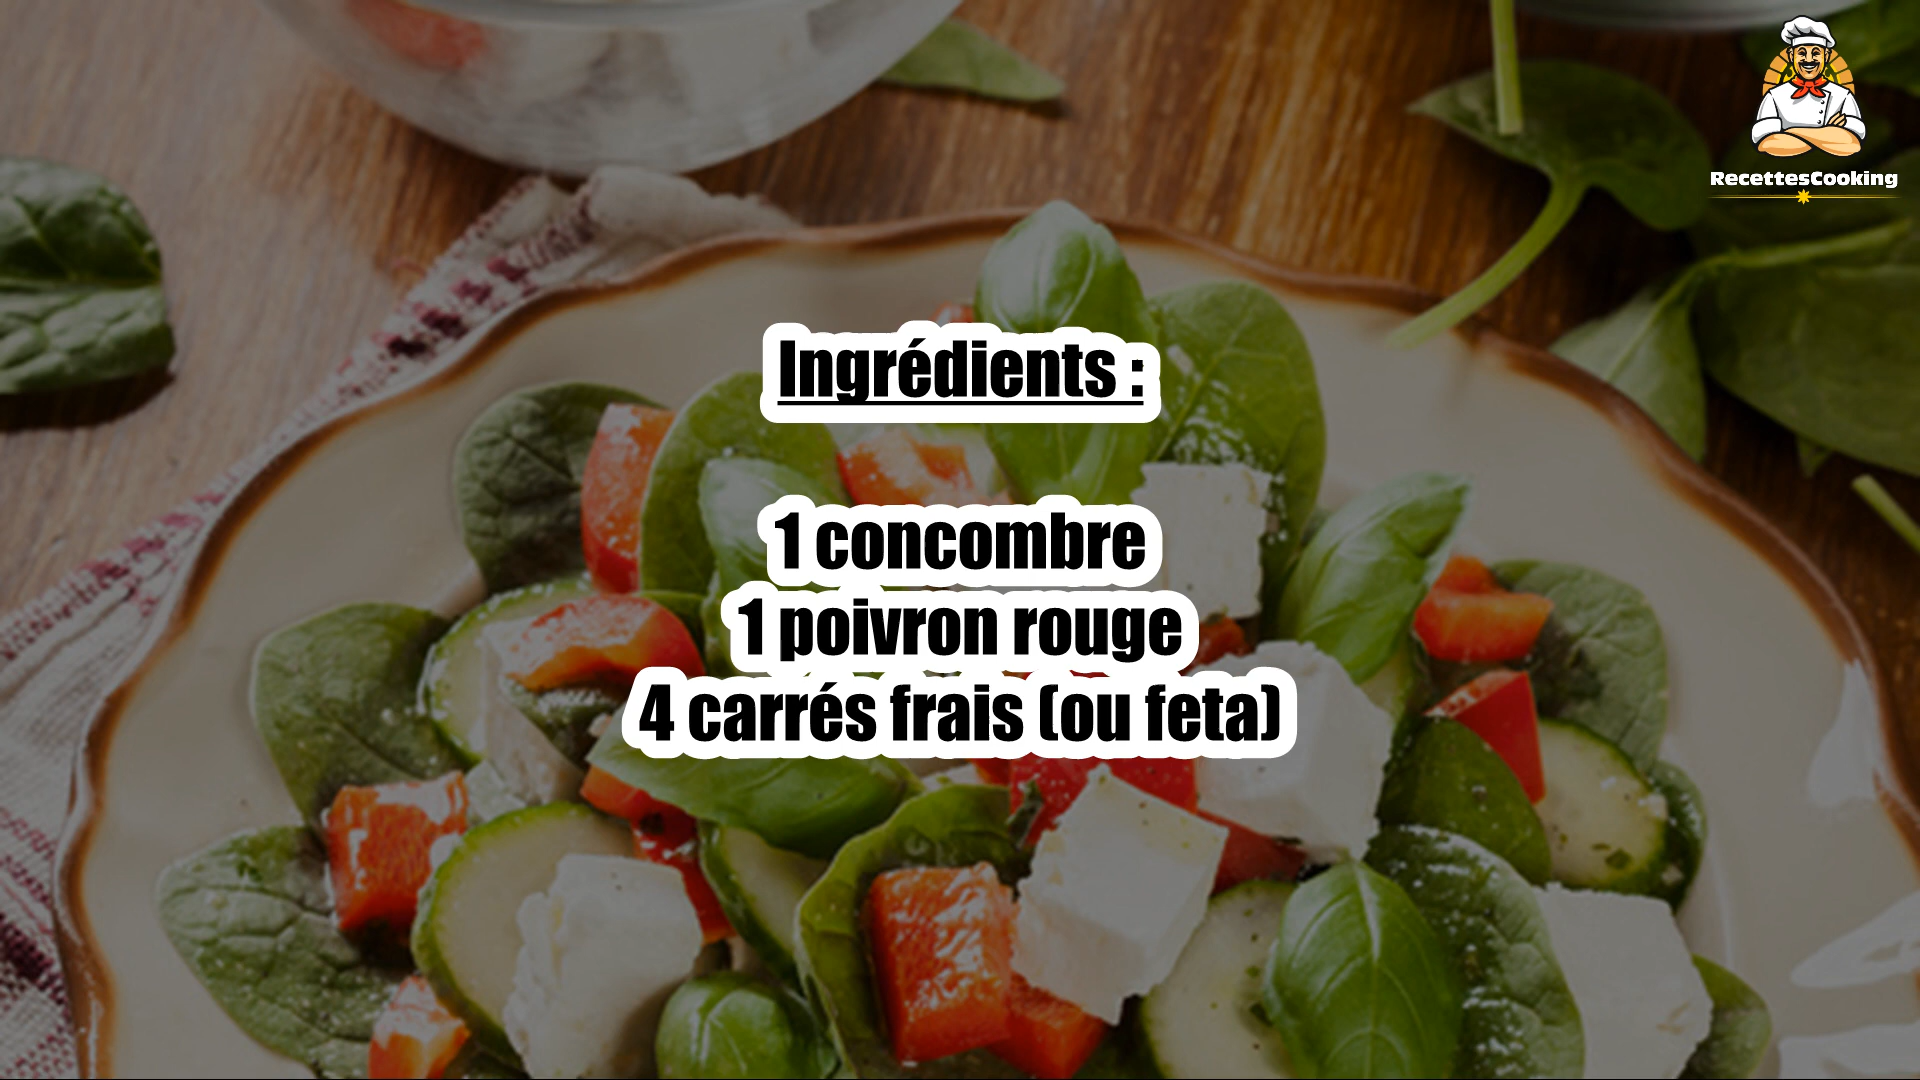 RecettesCooking
Ingrédients :
1 concombre
1 poivron rouge
4 carrés frais (ou feta)